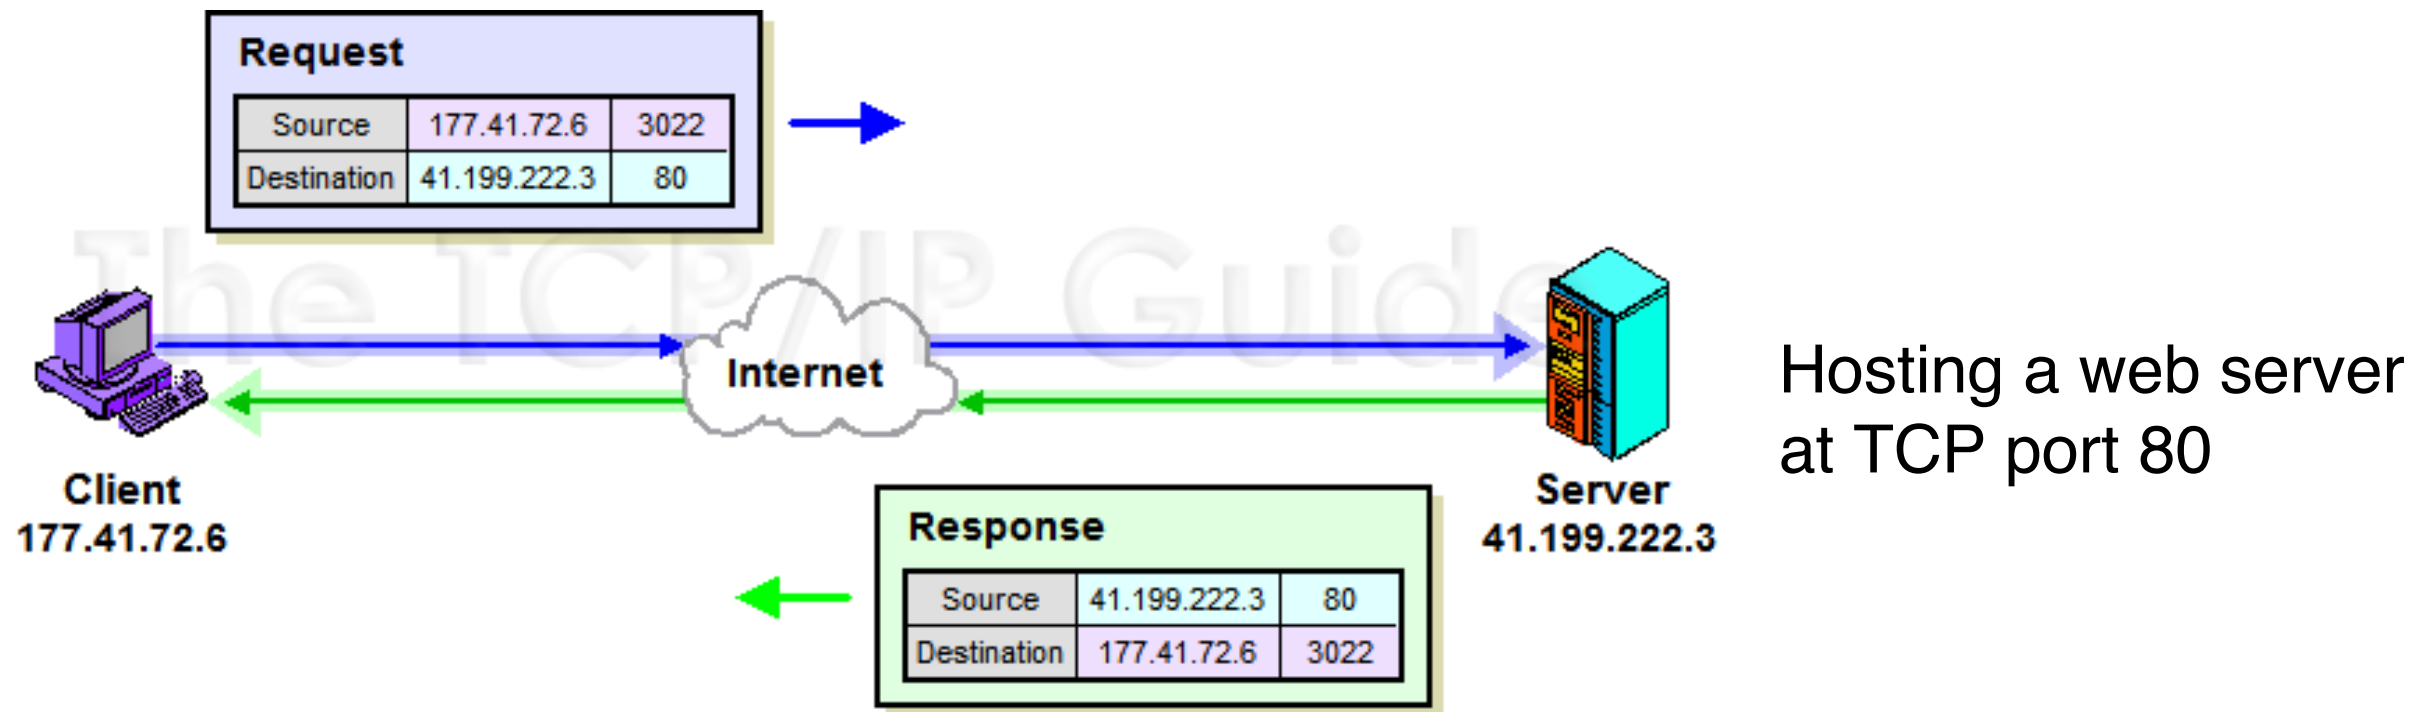 Request
Source 177.41.72.6 3022
Destination 41.199.222.3 80
The TCP/IP Guide
Internet
Hosting a web server
at TCP port 80
Client
177.41.72.6
Server
41.199.222.3
Response
Source 41.199.222.3 80
Destination 177.41.72.6 3022